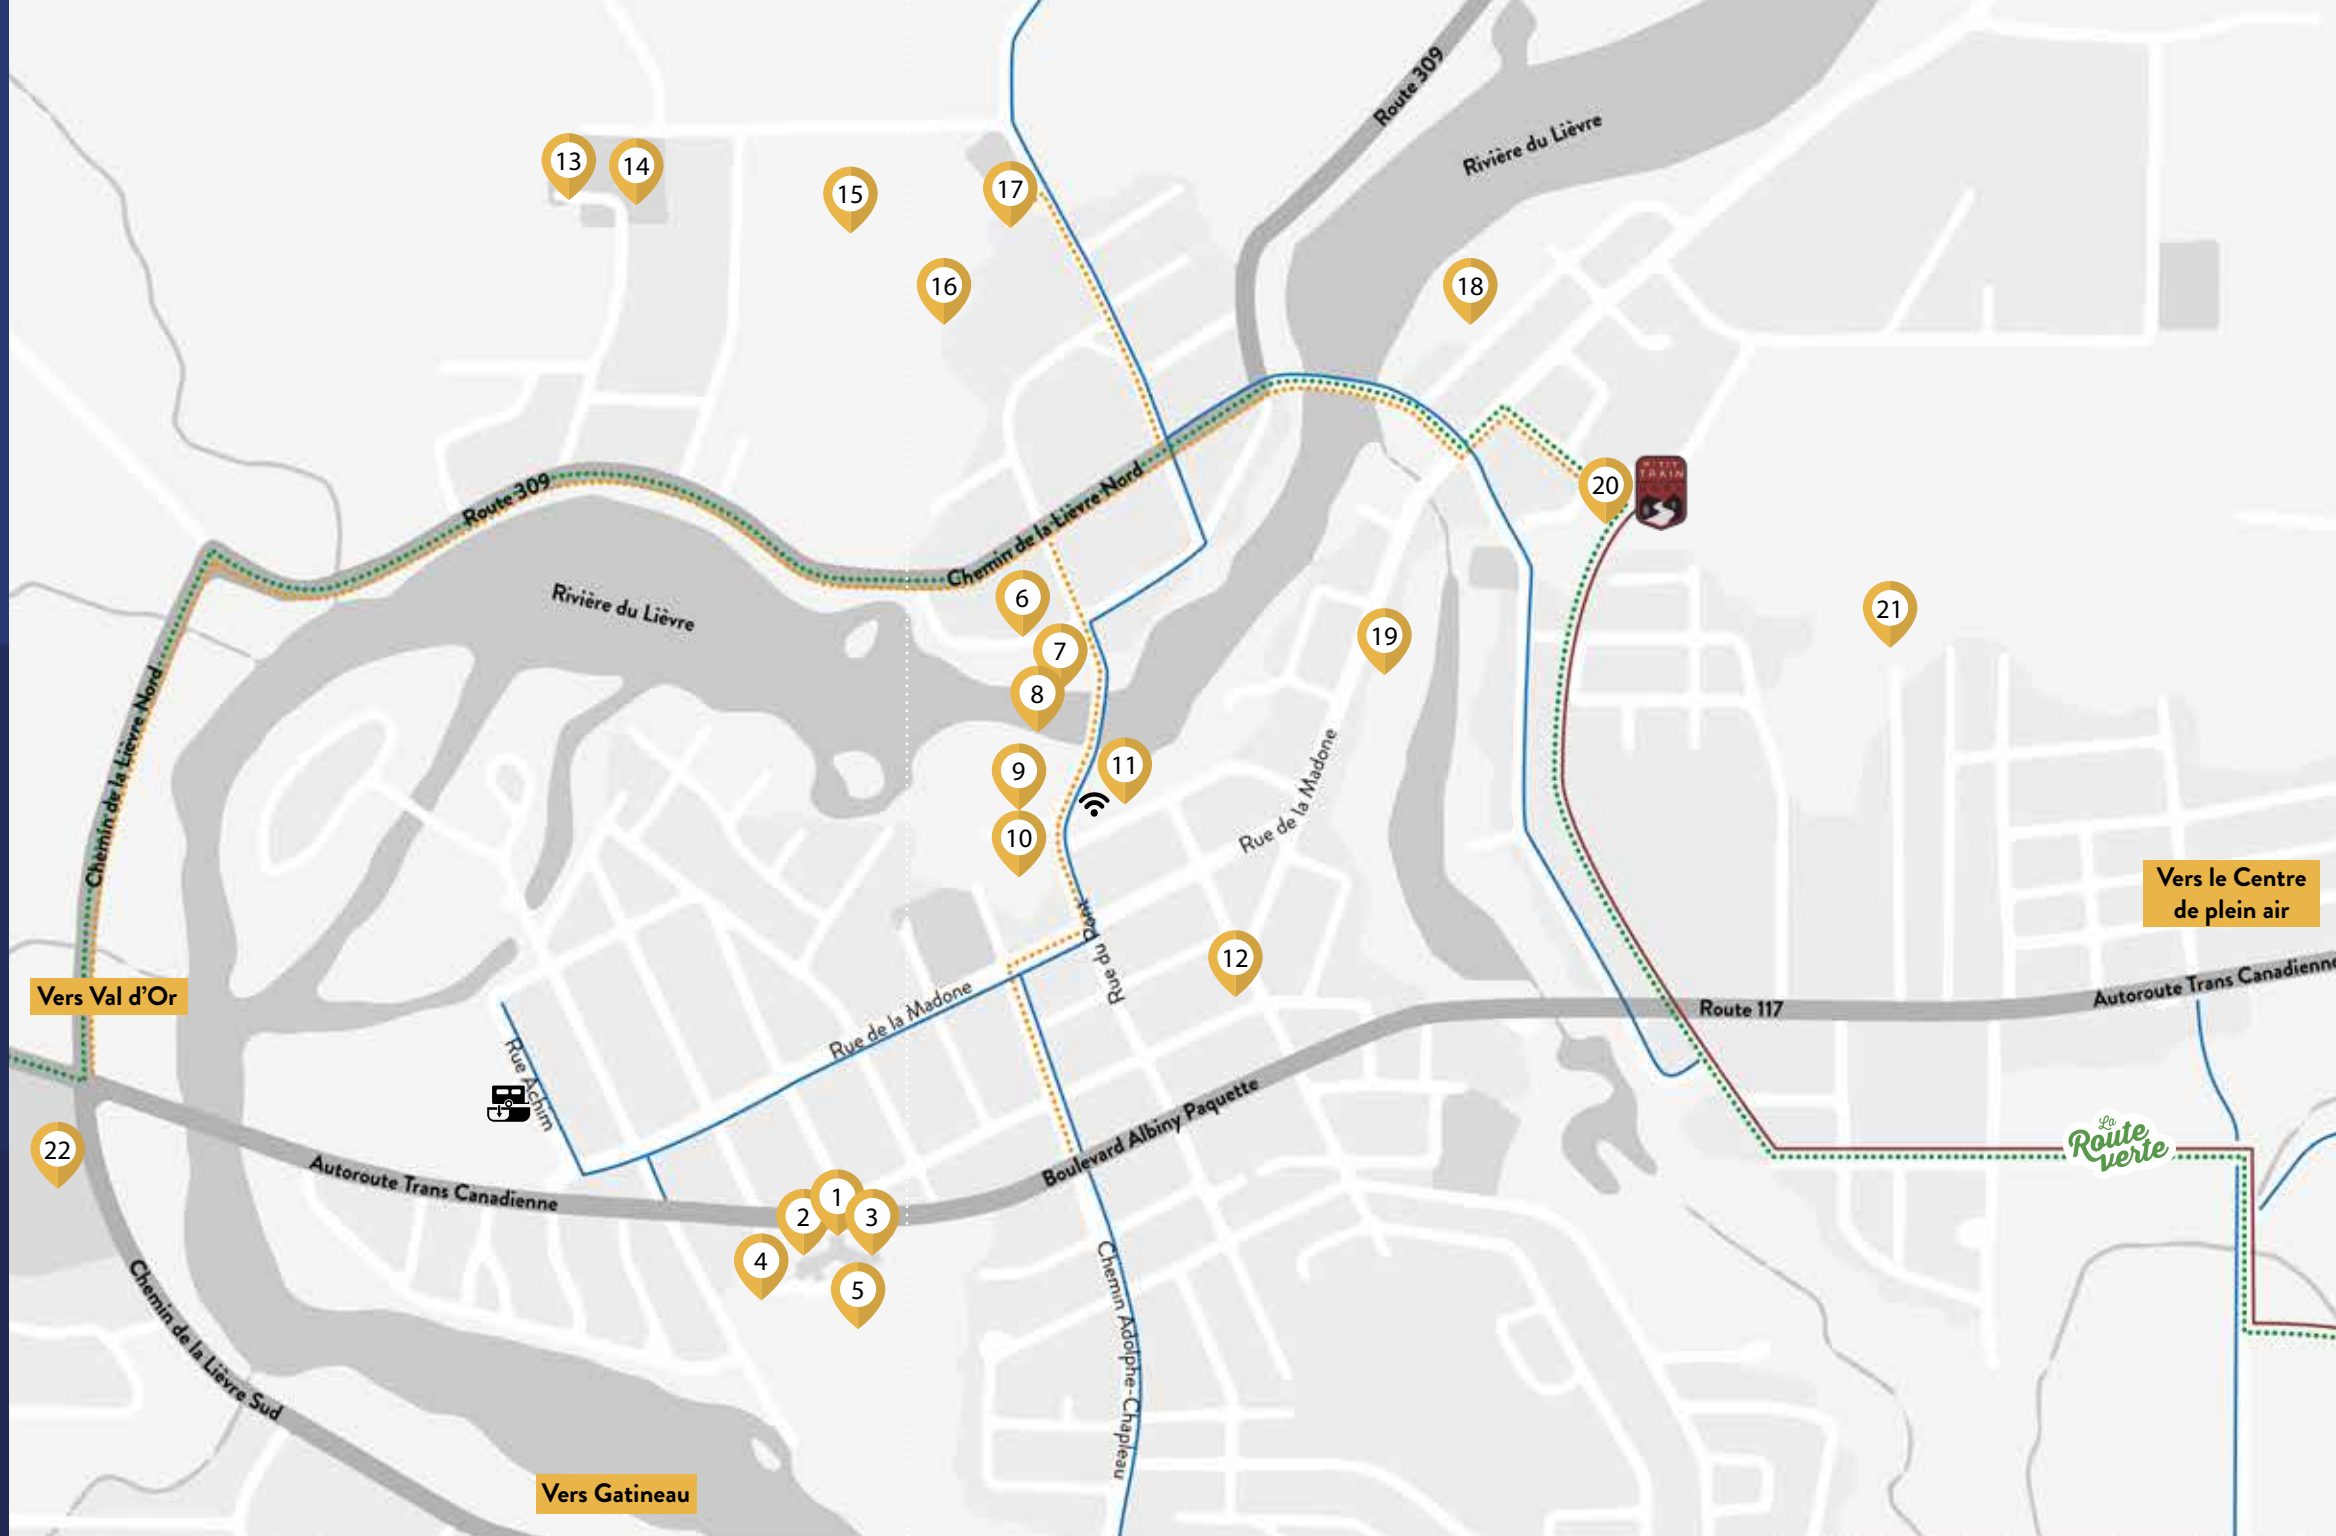 Route 309
Rivière du Lièvre
13
14
15
17
16
18
Route 309
Chemin de la Lièvre Nord
20
P'TIT
TRAIN
Rivière du Lièvre
6
7
8
19
21
Chemin de la Lièvre Nord
9
11
10
Rue de la Madone
Vers le Centre
de plein air
Rue du Pont
12
Vers Val d'Or
Rue de la Madone
Route 117
Autoroute Trans Canadienne
Rue Achim
Boulevard Albiny Paquette
La
Route
verte
22
Autoroute Trans Canadienne
1
2
3
4
5
Chemin de la Lièvre Sud
Chemin Adolphe-Chapleau
Vers Gatineau